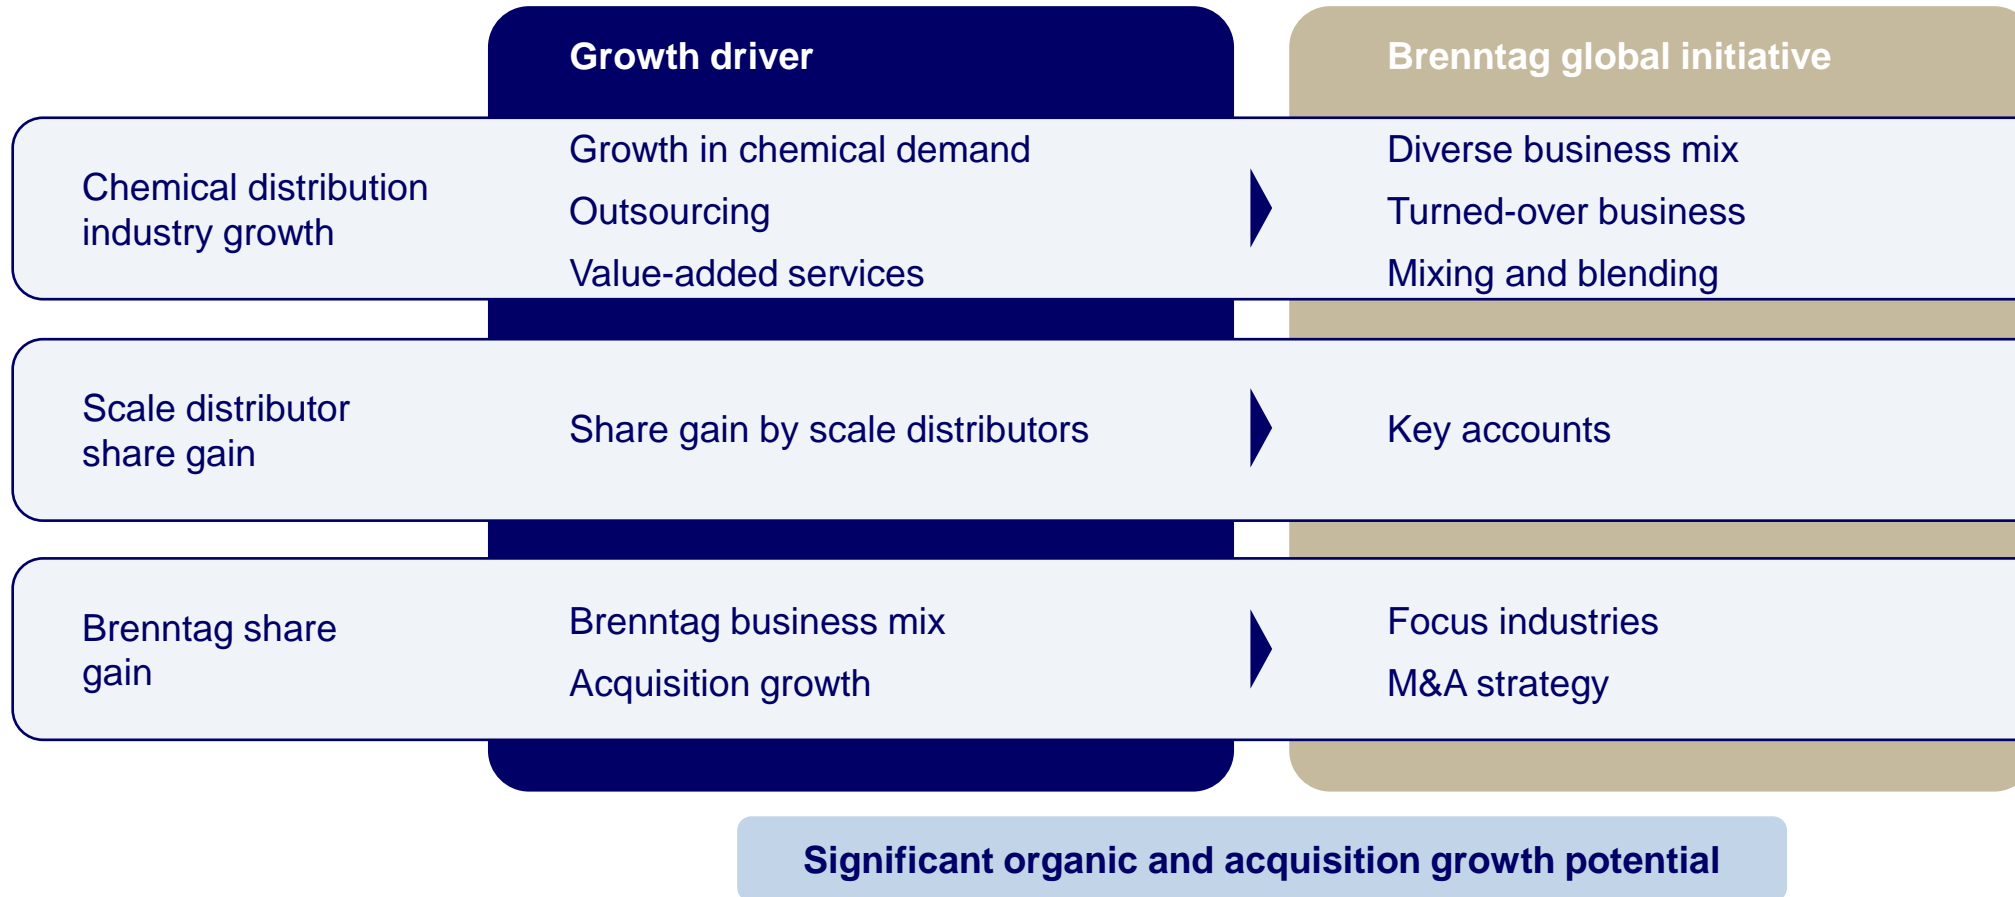 Growth driver
Brenntag global initiative
Chemical distribution
industry growth
Growth in chemical demand
Outsourcing
Value-added services
Diverse business mix
Turned-over business
Mixing and blending
Scale distributor
share gain
Share gain by scale distributors
Key accounts
Brenntag share
gain
Brenntag business mix
Acquisition growth
Focus industries
M&A strategy
Significant organic and acquisition growth potential